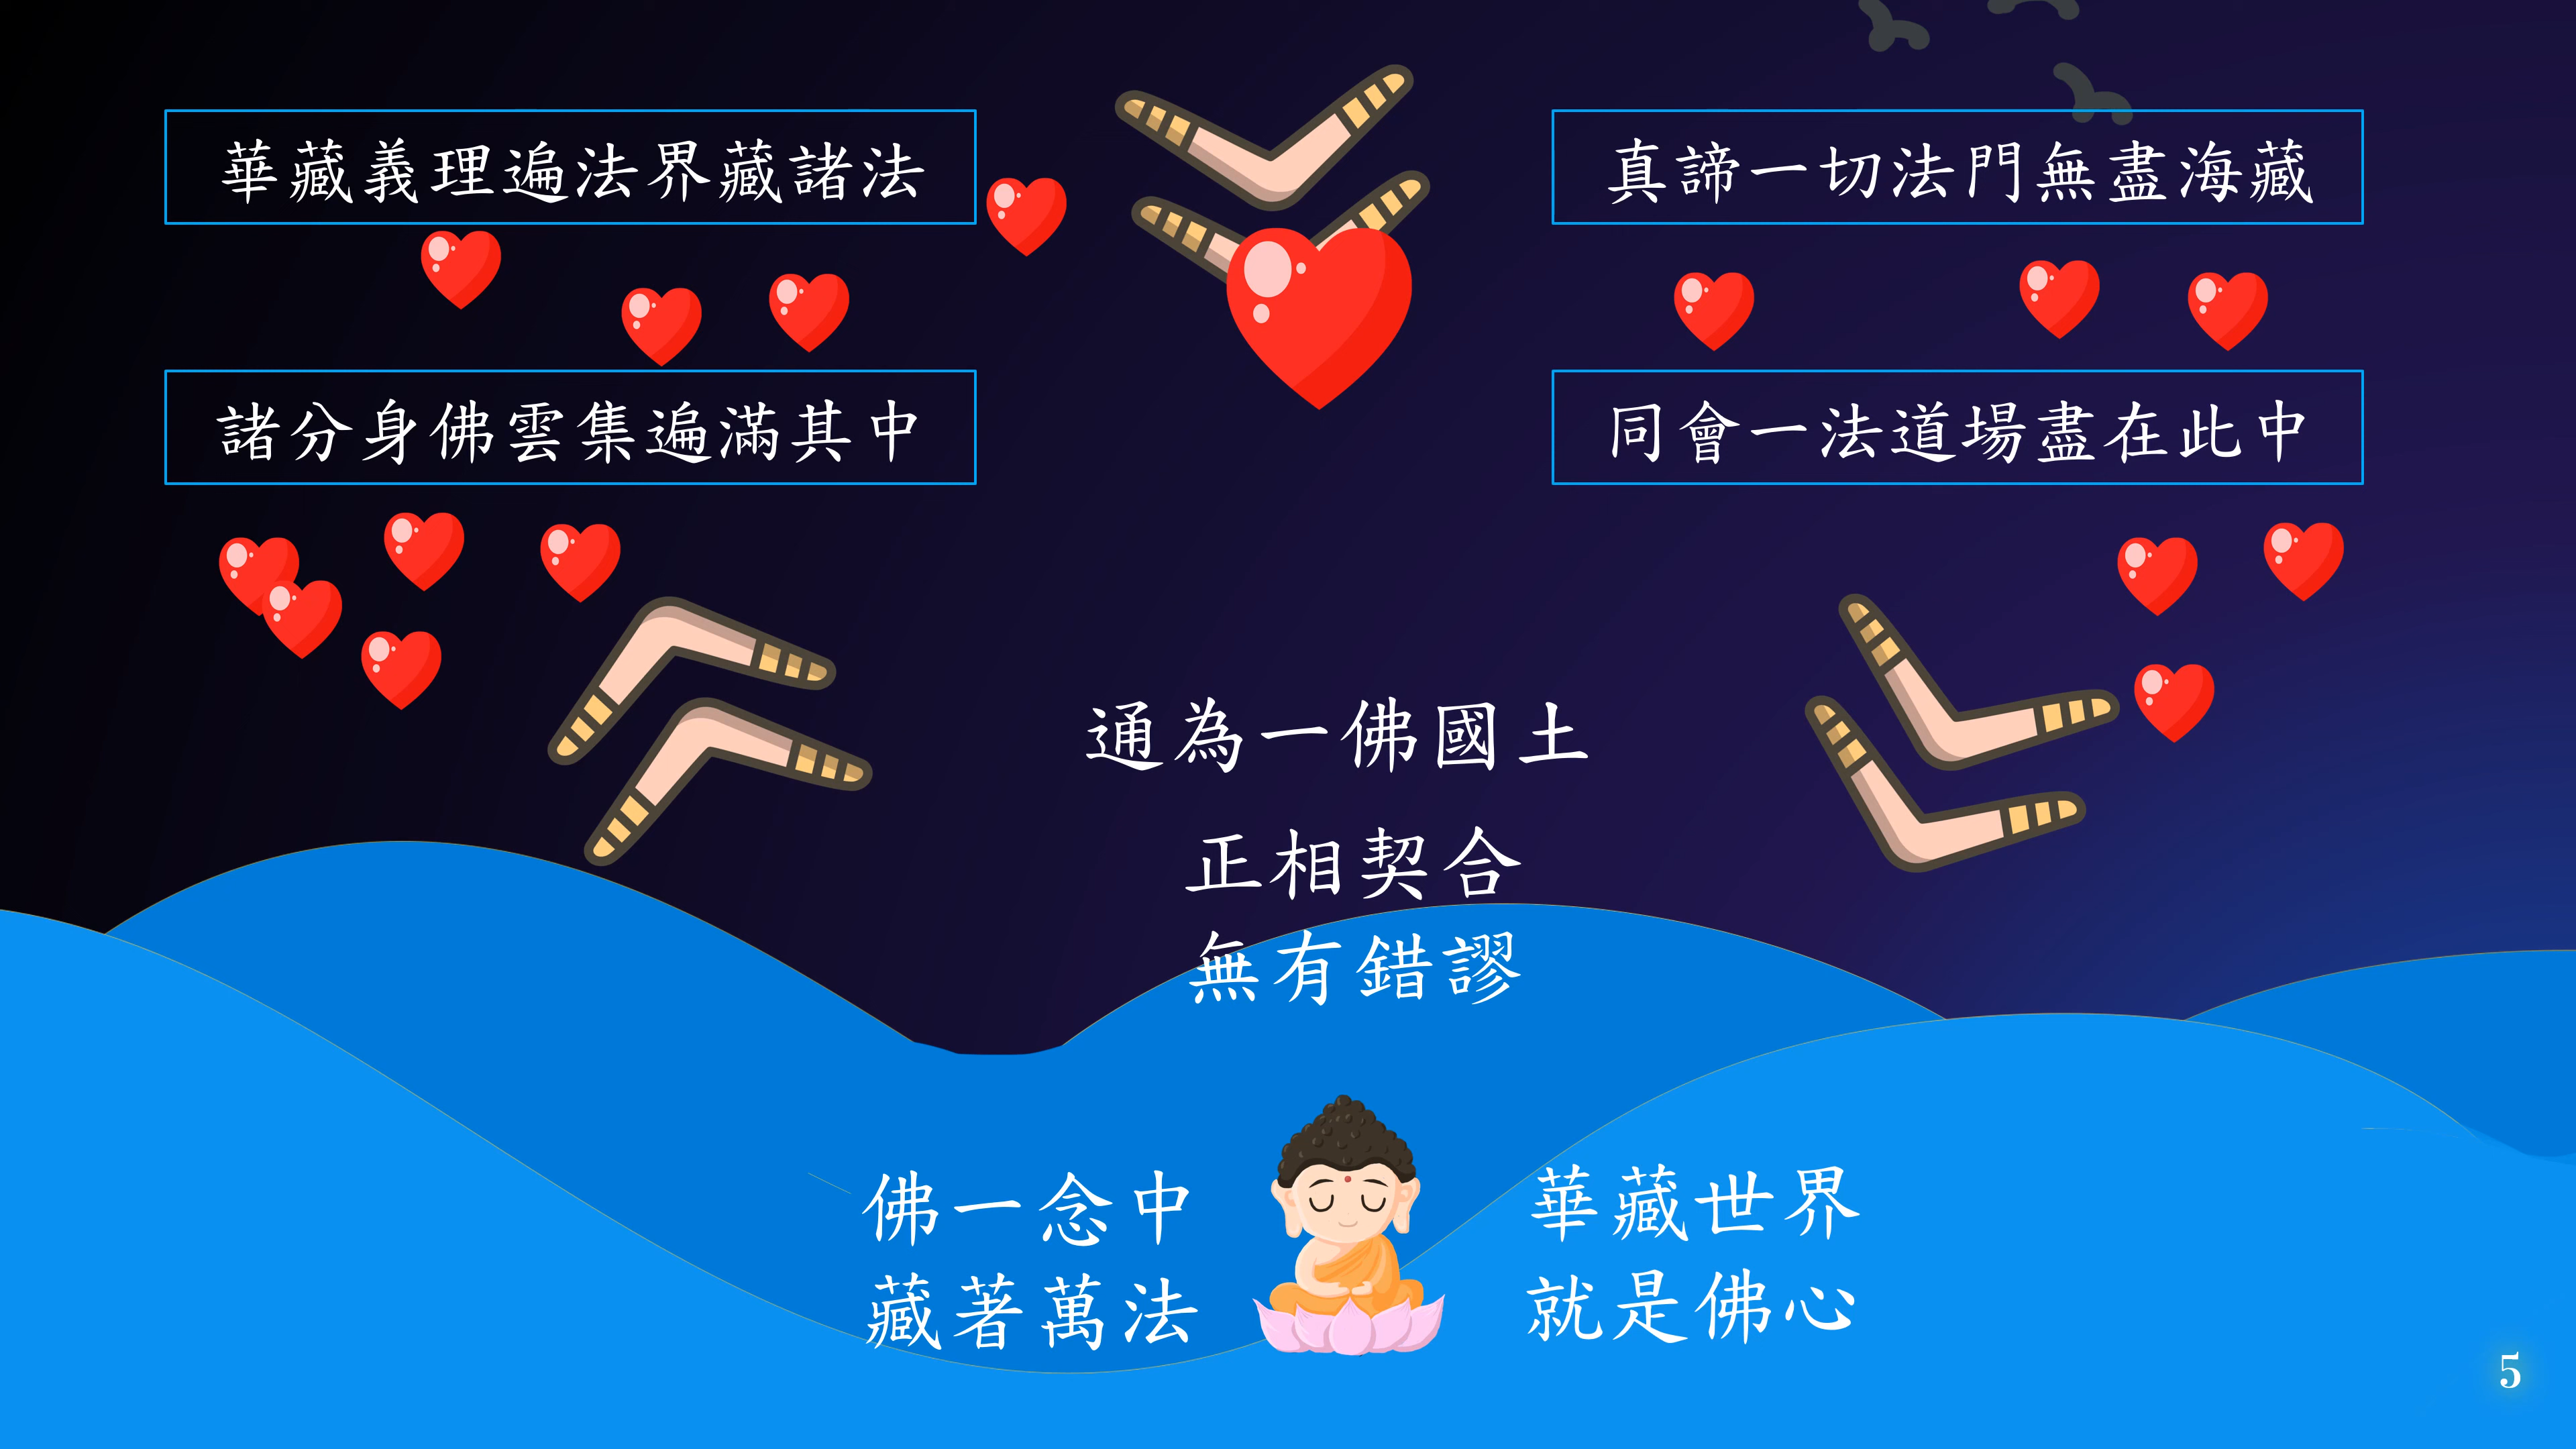 華藏義理遍法界藏諸法
真諦一切法門無盡海藏
諸分身佛雲集遍滿其中
同會一法道場盡在此中
通為一佛國土
正相契合
無有錯謬
佛一念中
藏著萬法
華藏世界
就是佛心
5